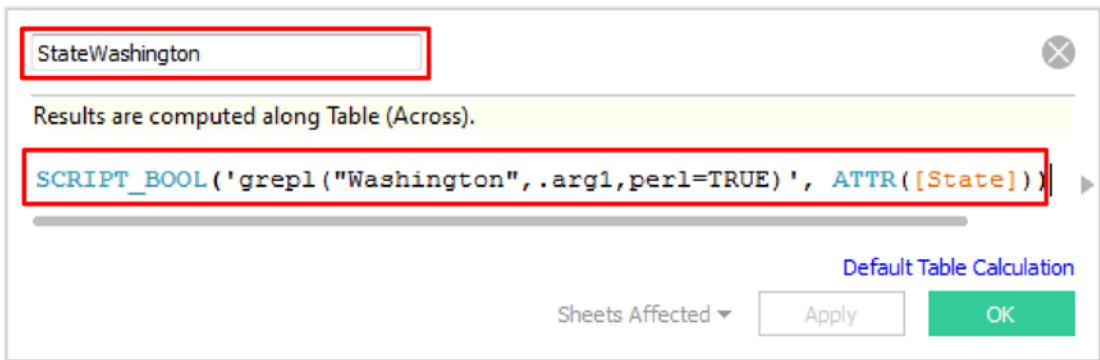 StateWashington
Results are computed along Table (Across).
SCRIPT_BOOL('grepl("Washington",.arg1,perl=TRUE)', ATTR([State]))
Default Table Calculation
Sheets Affected Apply OK